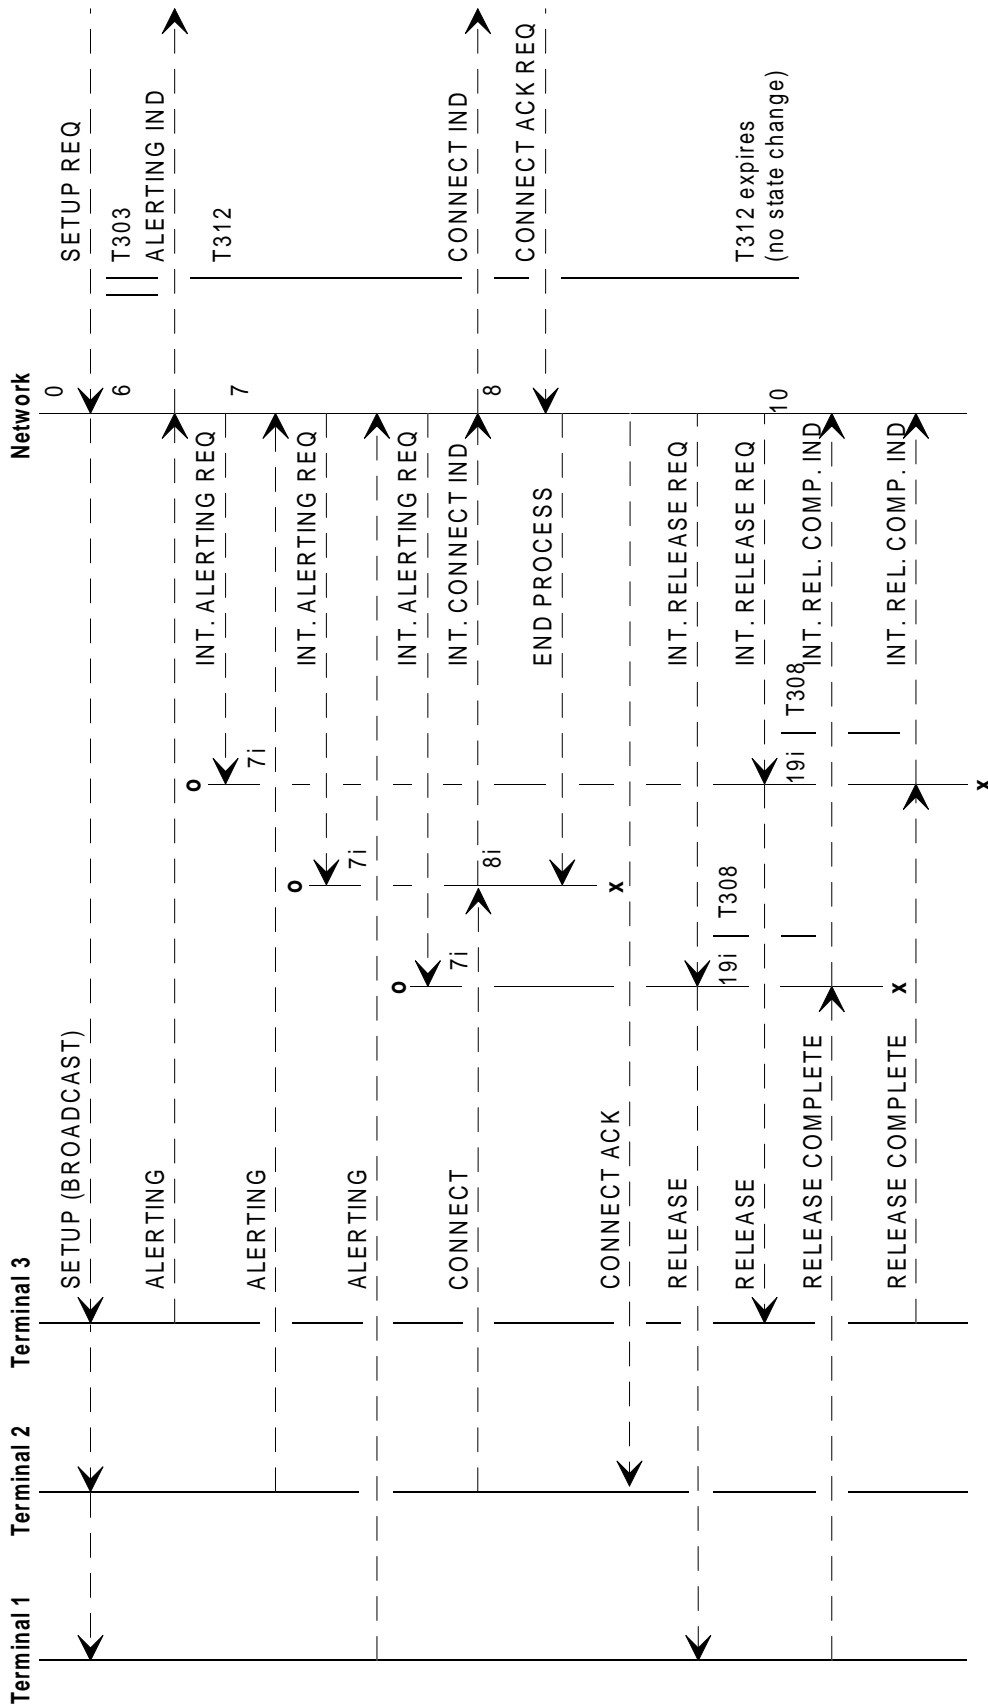 Terminal 1
Terminal 2
Terminal 3
Network
0
SETUP (BROADCAST)
SETUP REQ
6
T303
ALERTING
ALERTING IND
INT. ALERTING REQ
7
T312
o
7i
ALERTING
INT. ALERTING REQ
o
7i
ALERTING
INT. ALERTING REQ
o
7i
CONNECT
8i
INT. CONNECT IND
8
CONNECT IND
CONNECT ACK REQ
END PROCESS
x
CONNECT ACK
RELEASE
INT. RELEASE REQ
19i
T308
RELEASE
INT. RELEASE REQ
19i
T308
10
T312 expires
(no state change)
RELEASE COMPLETE
INT. REL. COMP. IND
x
RELEASE COMPLETE
INT. REL. COMP. IND
x